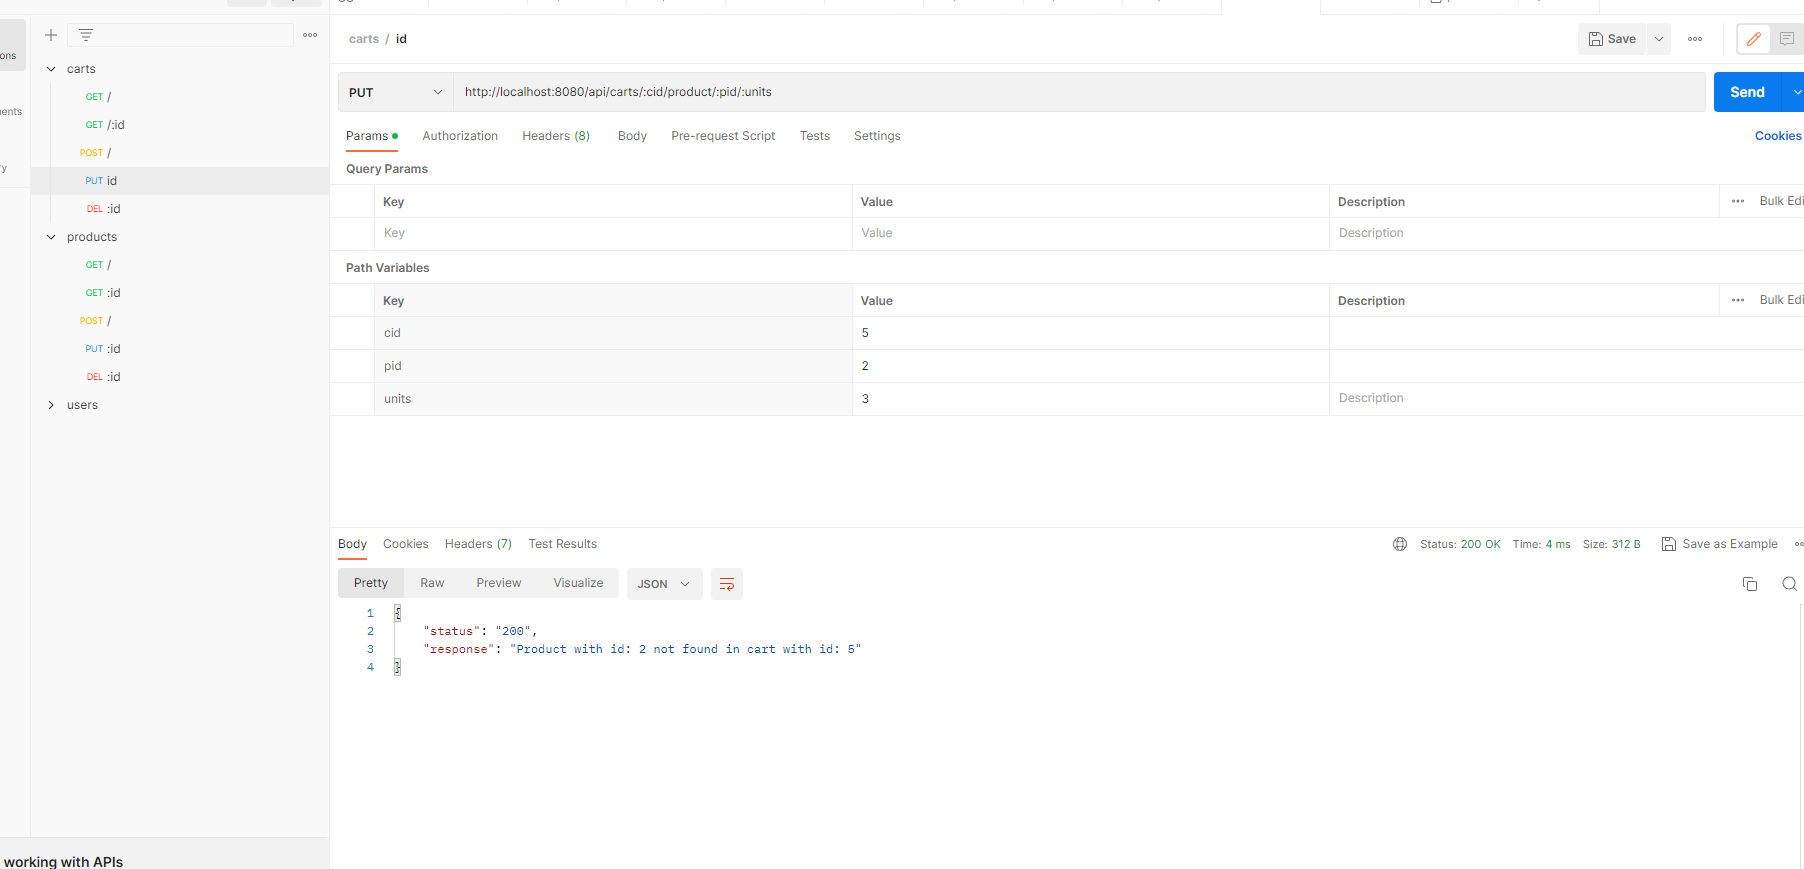 carts / id
Save
ons
carts
GET /
ments
GET /:id
POST /
PUT id
DEL :id
products
GET /
GET :id
POST /
PUT :id
DEL :id
users
working with APIs
PUT
http://localhost:8080/api/carts/:cid/product/:pid/:units
Send
Params Authorization Headers (8) Body Pre-request Script Tests Settings Cookies
Query Params
Key Value Description Bulk Edi
Key Value Description
Path Variables
Key Value Description Bulk Edi
cid 5
pid 2
units 3 Description
Body Cookies Headers (7) Test Results Status: 200 OK Time: 4 ms Size: 312 B Save as Example
Pretty Raw Preview Visualize JSON
1 {
2 "status": "200",
3 "response": "Product with id: 2 not found in cart with id: 5"
4 }